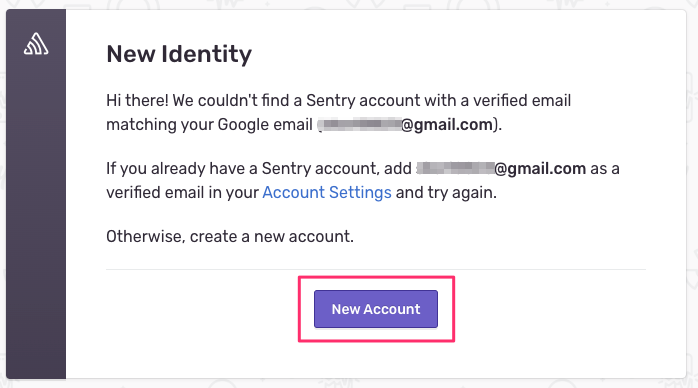 New Identity
Hi there! We couldn't find a Sentry account with a verified email
matching your Google email (@gmail.com).
If you already have a Sentry account, add @gmail.com as a
verified email in your Account Settings and try again.
Otherwise, create a new account.
New Account